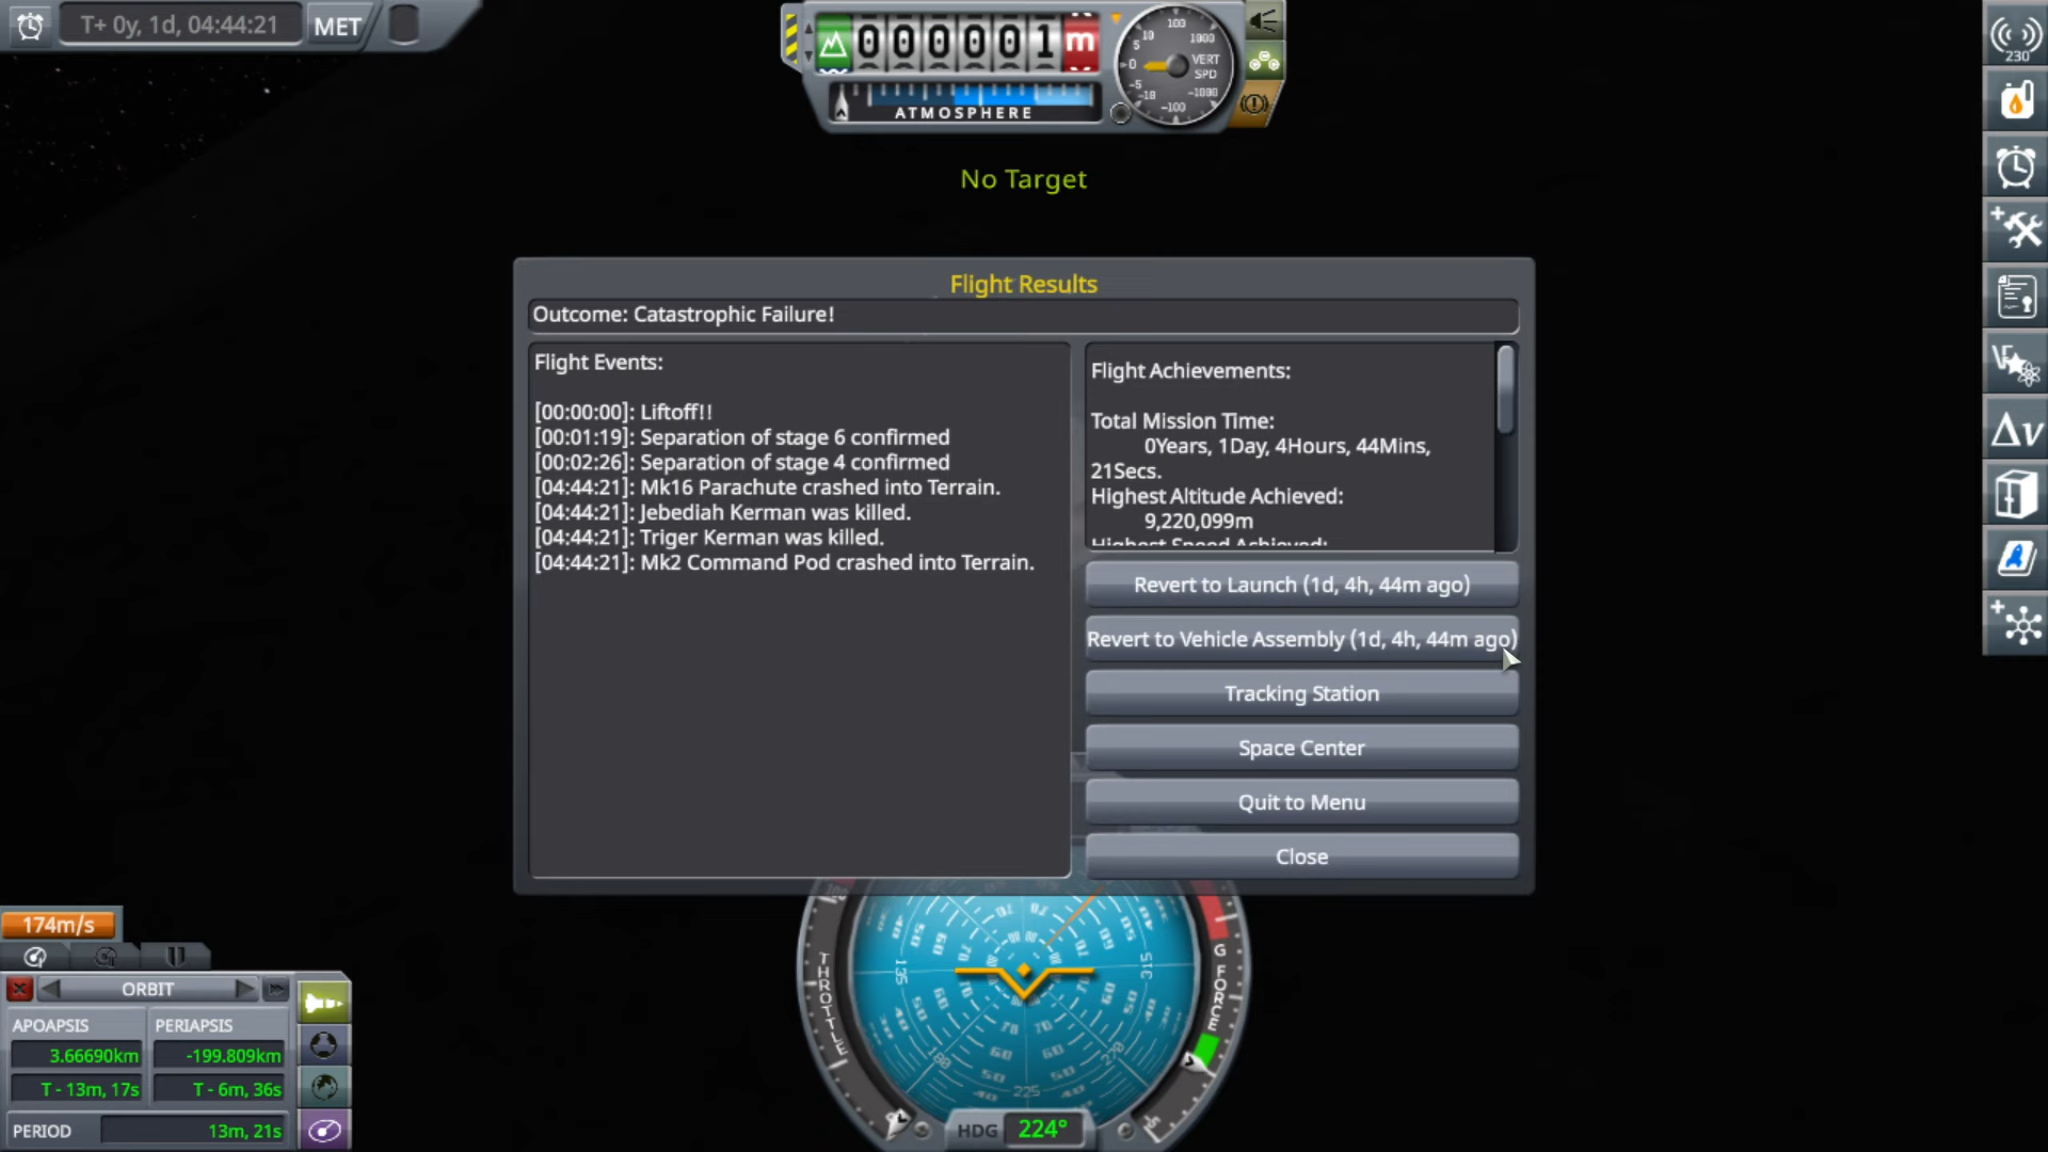 T+ 0y, 1d, 04:44:21
MET
000001m
ATMOSPHERE
VERT
SPD
230
No Target
Flight Results
Outcome: Catastrophic Failure!
Flight Events:
[00:00:00]: Liftoff!!
[00:01:19]: Separation of stage 6 confirmed
[00:02:26]: Separation of stage 4 confirmed
[04:44:21]: Mk16 Parachute crashed into Terrain.
[04:44:21]: Jebediah Kerman was killed.
[04:44:21]: Triger Kerman was killed.
[04:44:21]: Mk2 Command Pod crashed into Terrain.
Flight Achievements:
Total Mission Time:
0Years, 1Day, 4Hours, 44Mins,
21Secs.
Highest Altitude Achieved:
9,220,099m
Highest Speed Achieved:
Revert to Launch (1d, 4h, 44m ago)
Revert to Vehicle Assembly (1d, 4h, 44m ago)
Tracking Station
Space Center
Quit to Menu
Close
Δv
174m/s
ORBIT
APOAPSIS
PERIAPSIS
3.66690km
-199.809km
T - 13m, 17s
T - 6m, 36s
PERIOD
13m, 21s
THROTTLE
G FORCE
HDG
224°